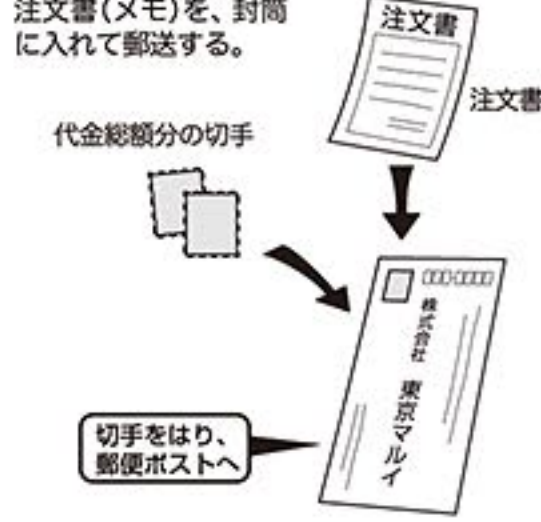 注文書(メモ)を、封筒
に入れて郵送する。
注文書
注文書
代金総額分の切手
株式会社 東京マルイ
切手をはり、
郵便ポストへ